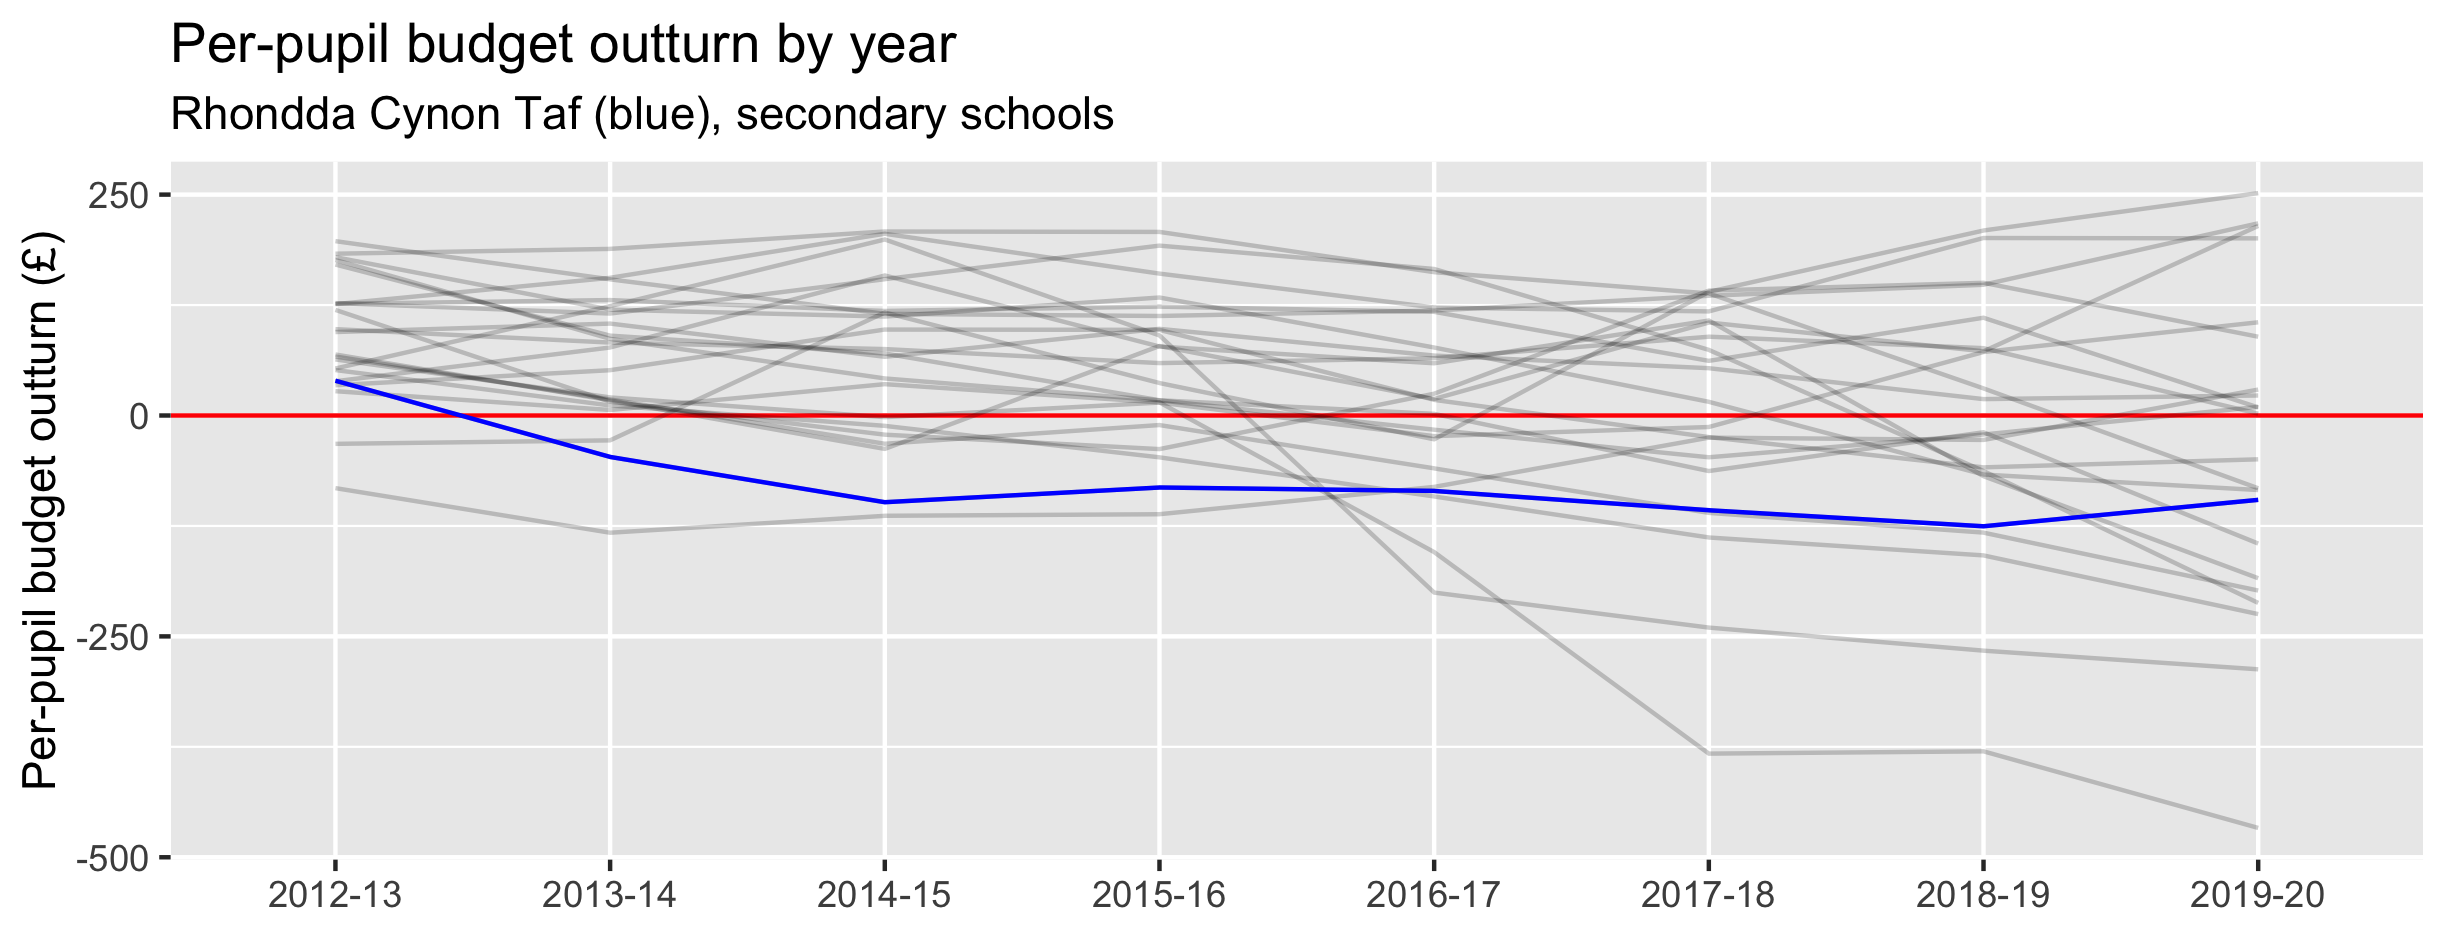 Per-pupil budget outturn by year
Rhondda Cynon Taf (blue), secondary schools
Per-pupil budget outturn (£)
250
0
-250
-500
2012-13 2013-14 2014-15 2015-16 2016-17 2017-18 2018-19 2019-20